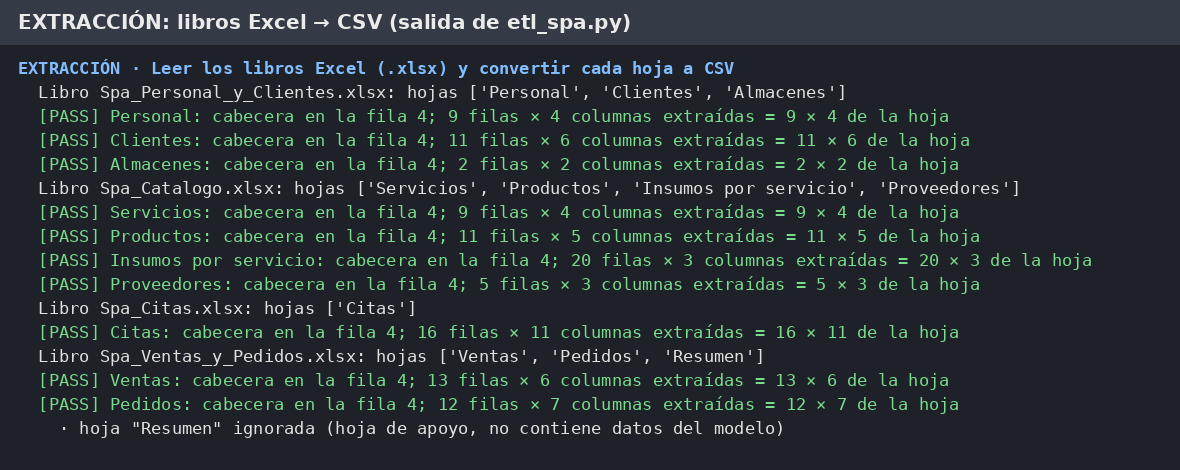 EXTRACCIÓN: libros Excel → CSV (salida de etl_spa.py)
EXTRACCIÓN · Leer los libros Excel (.xlsx) y convertir cada hoja a CSV
Libro Spa_Personal_y_Clientes.xlsx: hojas ['Personal', 'Clientes', 'Almacenes']
[PASS] Personal: cabecera en la fila 4; 9 filas × 4 columnas extraídas = 9 × 4 de la hoja
[PASS] Clientes: cabecera en la fila 4; 11 filas × 6 columnas extraídas = 11 × 6 de la hoja
[PASS] Almacenes: cabecera en la fila 4; 2 filas × 2 columnas extraídas = 2 × 2 de la hoja
Libro Spa_Catalogo.xlsx: hojas ['Servicios', 'Productos', 'Insumos por servicio', 'Proveedores']
[PASS] Servicios: cabecera en la fila 4; 9 filas × 4 columnas extraídas = 9 × 4 de la hoja
[PASS] Productos: cabecera en la fila 4; 11 filas × 5 columnas extraídas = 11 × 5 de la hoja
[PASS] Insumos por servicio: cabecera en la fila 4; 20 filas × 3 columnas extraídas = 20 × 3 de la hoja
[PASS] Proveedores: cabecera en la fila 4; 5 filas × 3 columnas extraídas = 5 × 3 de la hoja
Libro Spa_Citas.xlsx: hojas ['Citas']
[PASS] Citas: cabecera en la fila 4; 16 filas × 11 columnas extraídas = 16 × 11 de la hoja
Libro Spa_Ventas_y_Pedidos.xlsx: hojas ['Ventas', 'Pedidos', 'Resumen']
[PASS] Ventas: cabecera en la fila 4; 13 filas × 6 columnas extraídas = 13 × 6 de la hoja
[PASS] Pedidos: cabecera en la fila 4; 12 filas × 7 columnas extraídas = 12 × 7 de la hoja
· hoja "Resumen" ignorada (hoja de apoyo, no contiene datos del modelo)